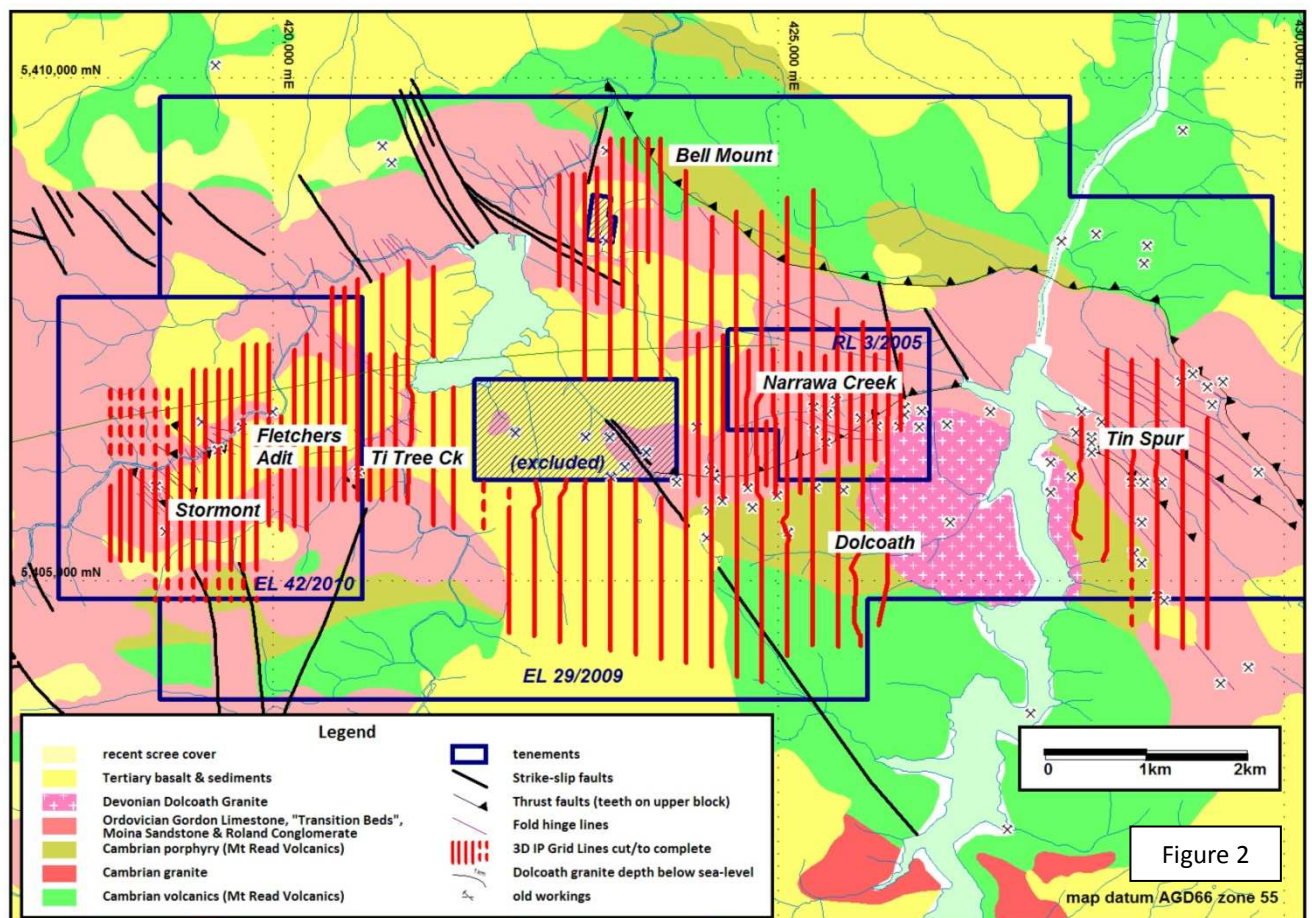 420,000 mE
425,000 mE
430,000 mE
5,410,000 mN
Bell Mount
RL 3/2005
Narrawa Creek
Fletchers
Adit
Ti Tree Ck
(excluded)
Tin Spur
Stormont
Dolcoath
5,405,000 mN
EL 42/2010
EL 29/2009
Legend
recent scree cover
Tertiary basalt & sediments
Devonian Dolcoath Granite
Ordovician Gordon Limestone, "Transition Beds",
Moina Sandstone & Roland Conglomerate
Cambrian porphyry (Mt Read Volcanics)
Cambrian granite
Cambrian volcanics (Mt Read Volcanics)
tenements
Strike-slip faults
Thrust faults (teeth on upper block)
Fold hinge lines
3D IP Grid Lines cut/to complete
Dolcoath granite depth below sea-level
old workings
0 1km 2km
Figure 2
map datum AGD66 zone 55